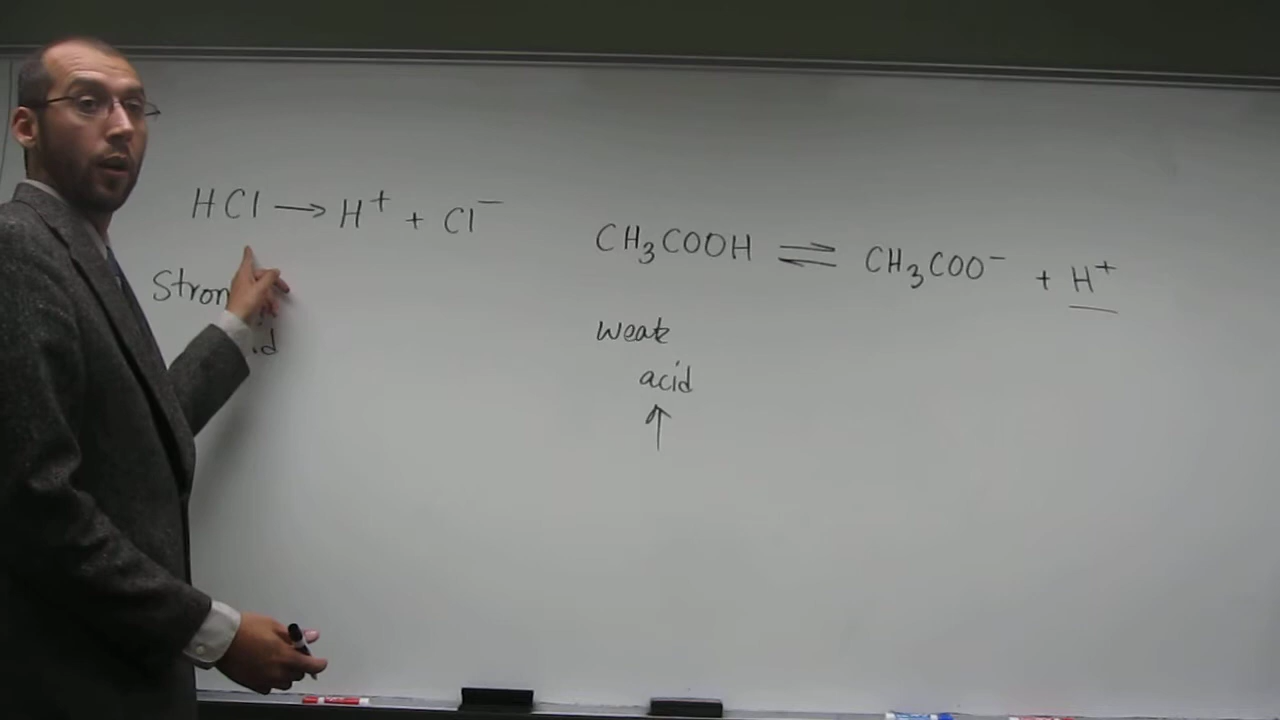 HCl → H⁺ + Cl⁻
CH₃COOH ⇌ CH₃COO⁻ + H⁺
weak
acid